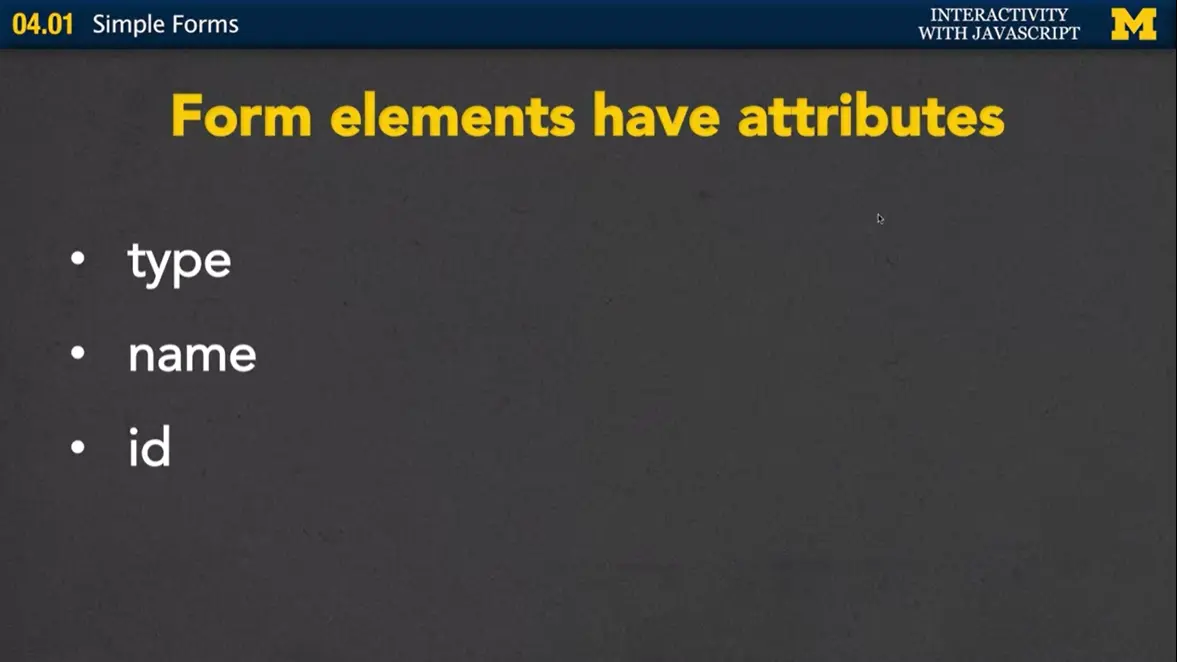 04.01 Simple Forms
INTERACTIVITY
WITH JAVASCRIPT
M
Form elements have attributes
• type
• name
• id